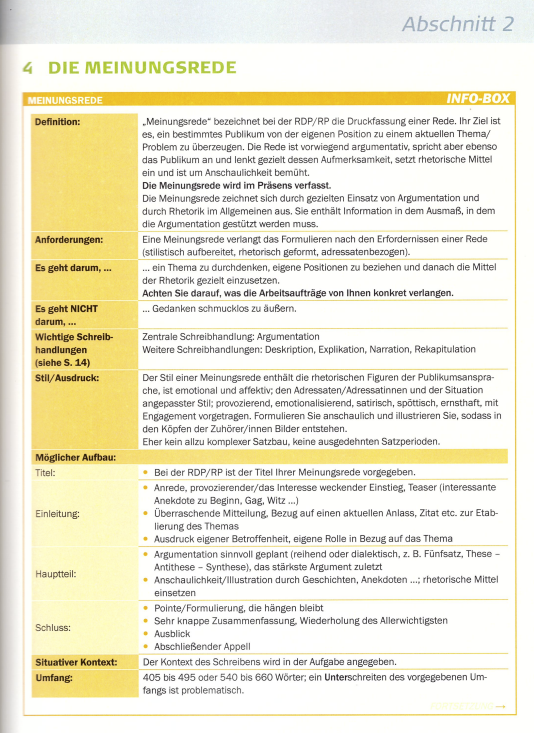 Abschnitt 2
4 DIE MEINUNGSREDE
MEINUNGSREDE
INFO-BOX
Definition:
„Meinungsrede" bezeichnet bei der RDP/RP die Druckfassung einer Rede. Ihr Ziel ist
es, ein bestimmtes Publikum von der eigenen Position zu einem aktuellen Thema/
Problem zu überzeugen. Die Rede ist vorwiegend argumentativ, spricht aber ebenso
das Publikum an und lenkt gezielt dessen Aufmerksamkeit, setzt rhetorische Mittel
ein und ist um Anschaulichkeit bemüht.
Die Meinungsrede wird im Präsens verfasst.
Die Meinungsrede zeichnet sich durch gezielten Einsatz von Argumentation und
durch Rhetorik im Allgemeinen aus. Sie enthält Information in dem Ausmaß, in dem
die Argumentation gestützt werden muss.
Anforderungen:
Eine Meinungsrede verlangt das Formulieren nach den Erfordernissen einer Rede
(stilistisch aufbereitet, rhetorisch geformt, adressatenbezogen).
Es geht darum, ...
... ein Thema zu durchdenken, eigene Positionen zu beziehen und danach die Mittel
der Rhetorik gezielt einzusetzen.
Achten Sie darauf, was die Arbeitsaufträge von Ihnen konkret verlangen.
Es geht NICHT
darum, ...
... Gedanken schmucklos zu äußern.
Wichtige Schreib-
handlungen
(siehe S. 14)
Zentrale Schreibhandlung: Argumentation
Weitere Schreibhandlungen: Deskription, Explikation, Narration, Rekapitulation
Stil/Ausdruck:
Der Stil einer Meinungsrede enthält die rhetorischen Figuren der Publikumsanspra-
che, ist emotional und affektiv; den Adressaten/Adressatinnen und der Situation
angepasster Stil; provozierend, emotionalisierend, satirisch, spöttisch, ernsthaft, mit
Engagement vorgetragen. Formulieren Sie anschaulich und illustrieren Sie, sodass in
den Köpfen der Zuhörer/innen Bilder entstehen.
Eher kein allzu komplexer Satzbau, keine ausgedehnten Satzperioden.
Möglicher Aufbau:
Titel:
• Bei der RDP/RP ist der Titel Ihrer Meinungsrede vorgegeben.
Einleitung:
• Anrede, provozierender/das Interesse weckender Einstieg, Teaser (interessante
Anekdote zu Beginn, Gag, Witz ...)
• Überraschende Mitteilung, Bezug auf einen aktuellen Anlass, Zitat etc. zur Etab-
lierung des Themas
• Ausdruck eigener Betroffenheit, eigene Rolle in Bezug auf das Thema
Hauptteil:
• Argumentation sinnvoll geplant (reihend oder dialektisch, z. B. Fünfsatz, These –
Antithese – Synthese), das stärkste Argument zuletzt
• Anschaulichkeit/Illustration durch Geschichten, Anekdoten ...; rhetorische Mittel
einsetzen
Schluss:
• Pointe/Formulierung, die hängen bleibt
• Sehr knappe Zusammenfassung, Wiederholung des Allerwichtigsten
• Ausblick
• Abschließender Appell
Situativer Kontext:
Der Kontext des Schreibens wird in der Aufgabe angegeben.
Umfang:
405 bis 495 oder 540 bis 660 Wörter; ein Unterschreiten des vorgegebenen Um-
fangs ist problematisch.